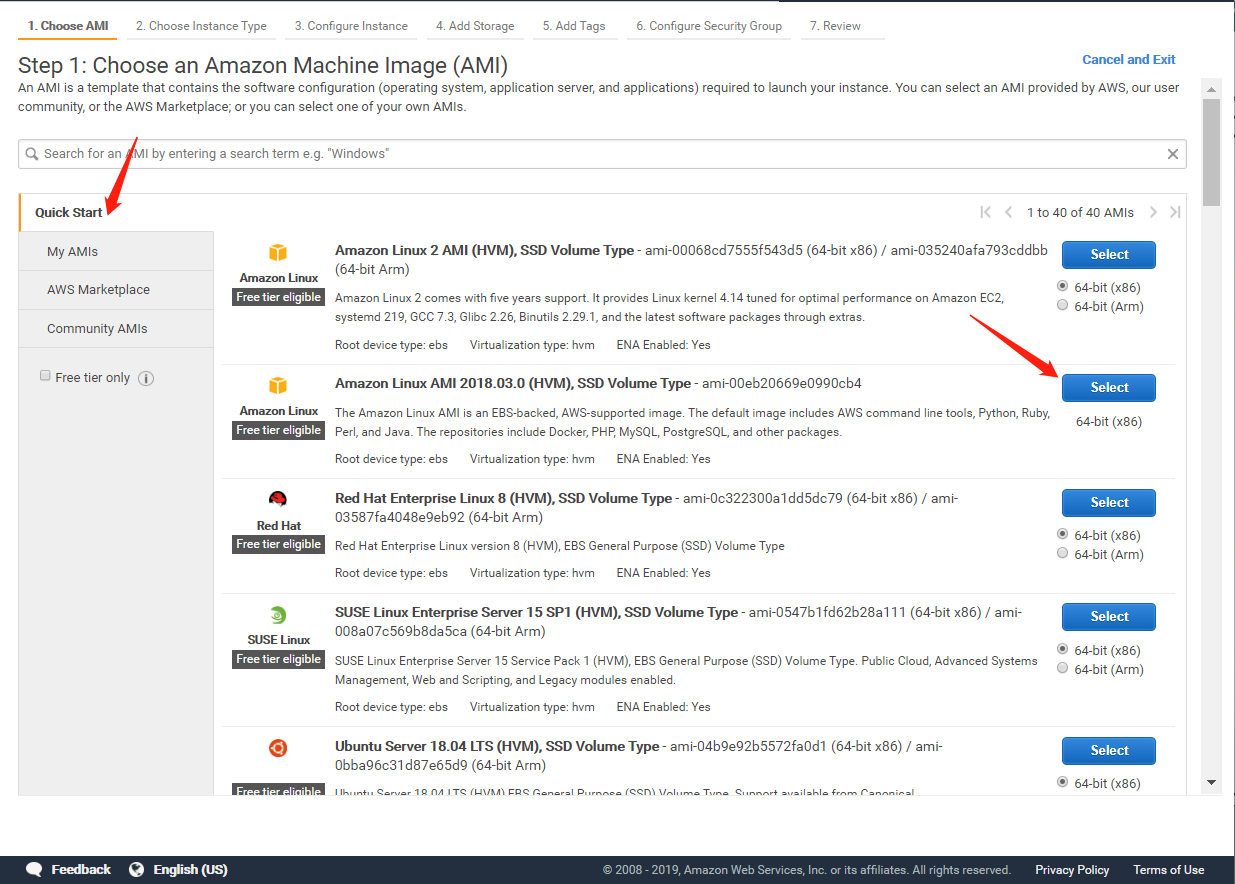 1. Choose AMI 2. Choose Instance Type 3. Configure Instance 4. Add Storage 5. Add Tags 6. Configure Security Group 7. Review
Step 1: Choose an Amazon Machine Image (AMI)
Cancel and Exit
An AMI is a template that contains the software configuration (operating system, application server, and applications) required to launch your instance. You can select an AMI provided by AWS, our user
community, or the AWS Marketplace; or you can select one of your own AMIs.
Search for an AMI by entering a search term e.g. "Windows"
Quick Start
1 to 40 of 40 AMIs
My AMIs
AWS Marketplace
Community AMIs
Free tier only
Amazon Linux
Free tier eligible
Amazon Linux 2 AMI (HVM), SSD Volume Type - ami-00068cd7555f543d5 (64-bit x86) / ami-035240afa793cddbb
(64-bit Arm)
Amazon Linux 2 comes with five years support. It provides Linux kernel 4.14 tuned for optimal performance on Amazon EC2,
systemd 219, GCC 7.3, Glibc 2.26, Binutils 2.29.1, and the latest software packages through extras.
Root device type: ebs Virtualization type: hvm ENA Enabled: Yes
Select
64-bit (x86)
64-bit (Arm)
Amazon Linux
Free tier eligible
Amazon Linux AMI 2018.03.0 (HVM), SSD Volume Type - ami-00eb20669e0990cb4
The Amazon Linux AMI is an EBS-backed, AWS-supported image. The default image includes AWS command line tools, Python, Ruby,
Perl, and Java. The repositories include Docker, PHP, MySQL, PostgreSQL, and other packages.
Root device type: ebs Virtualization type: hvm ENA Enabled: Yes
Select
64-bit (x86)
Red Hat
Free tier eligible
Red Hat Enterprise Linux 8 (HVM), SSD Volume Type - ami-0c322300a1dd5dc79 (64-bit x86) / ami-
03587fa4048e9eb92 (64-bit Arm)
Red Hat Enterprise Linux version 8 (HVM), EBS General Purpose (SSD) Volume Type
Root device type: ebs Virtualization type: hvm ENA Enabled: Yes
Select
64-bit (x86)
64-bit (Arm)
SUSE Linux
Free tier eligible
SUSE Linux Enterprise Server 15 SP1 (HVM), SSD Volume Type - ami-0547b1fd62b28a111 (64-bit x86) / ami-
008a07c569b8da5ca (64-bit Arm)
SUSE Linux Enterprise Server 15 Service Pack 1 (HVM), EBS General Purpose (SSD) Volume Type. Public Cloud, Advanced Systems
Management, Web and Scripting, and Legacy modules enabled.
Root device type: ebs Virtualization type: hvm ENA Enabled: Yes
Select
64-bit (x86)
64-bit (Arm)
Free tier eligible
Ubuntu Server 18.04 LTS (HVM), SSD Volume Type - ami-04b9e92b5572fa0d1 (64-bit x86) / ami-
0bba96c31d87e65d9 (64-bit Arm)
Ubuntu Server 18.04 LTS (HVM),EBS General Purpose (SSD) Volume Type. Support available from Canonical
Select
64-bit (x86)
Feedback English (US) © 2008 - 2019, Amazon Web Services, Inc. or its affiliates. All rights reserved. Privacy Policy Terms of Use